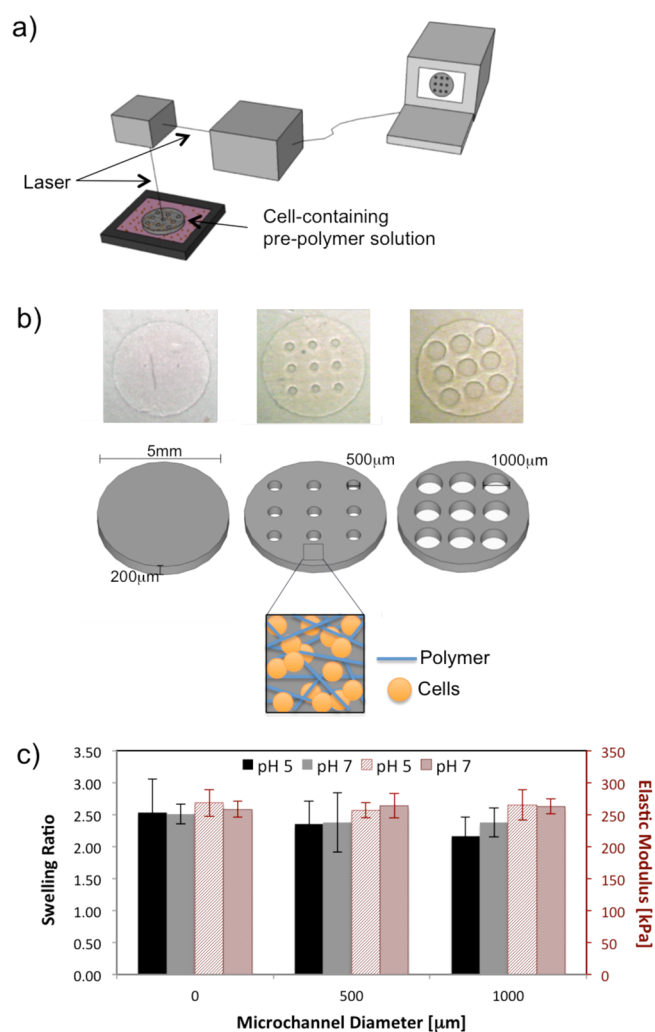 a)
Laser
Cell-containing
pre-polymer solution
b)
5mm
500μm
1000μm
200μm
Polymer
Cells
c)
pH 5 pH 7 pH 5 pH 7
3.50
3.00
2.50
2.00
1.50
1.00
0.50
0.00
Swelling Ratio
350
300
250
200
150
100
50
0
Elastic Modulus
[kPa]
0 500 1000
Microchannel Diameter [μm]